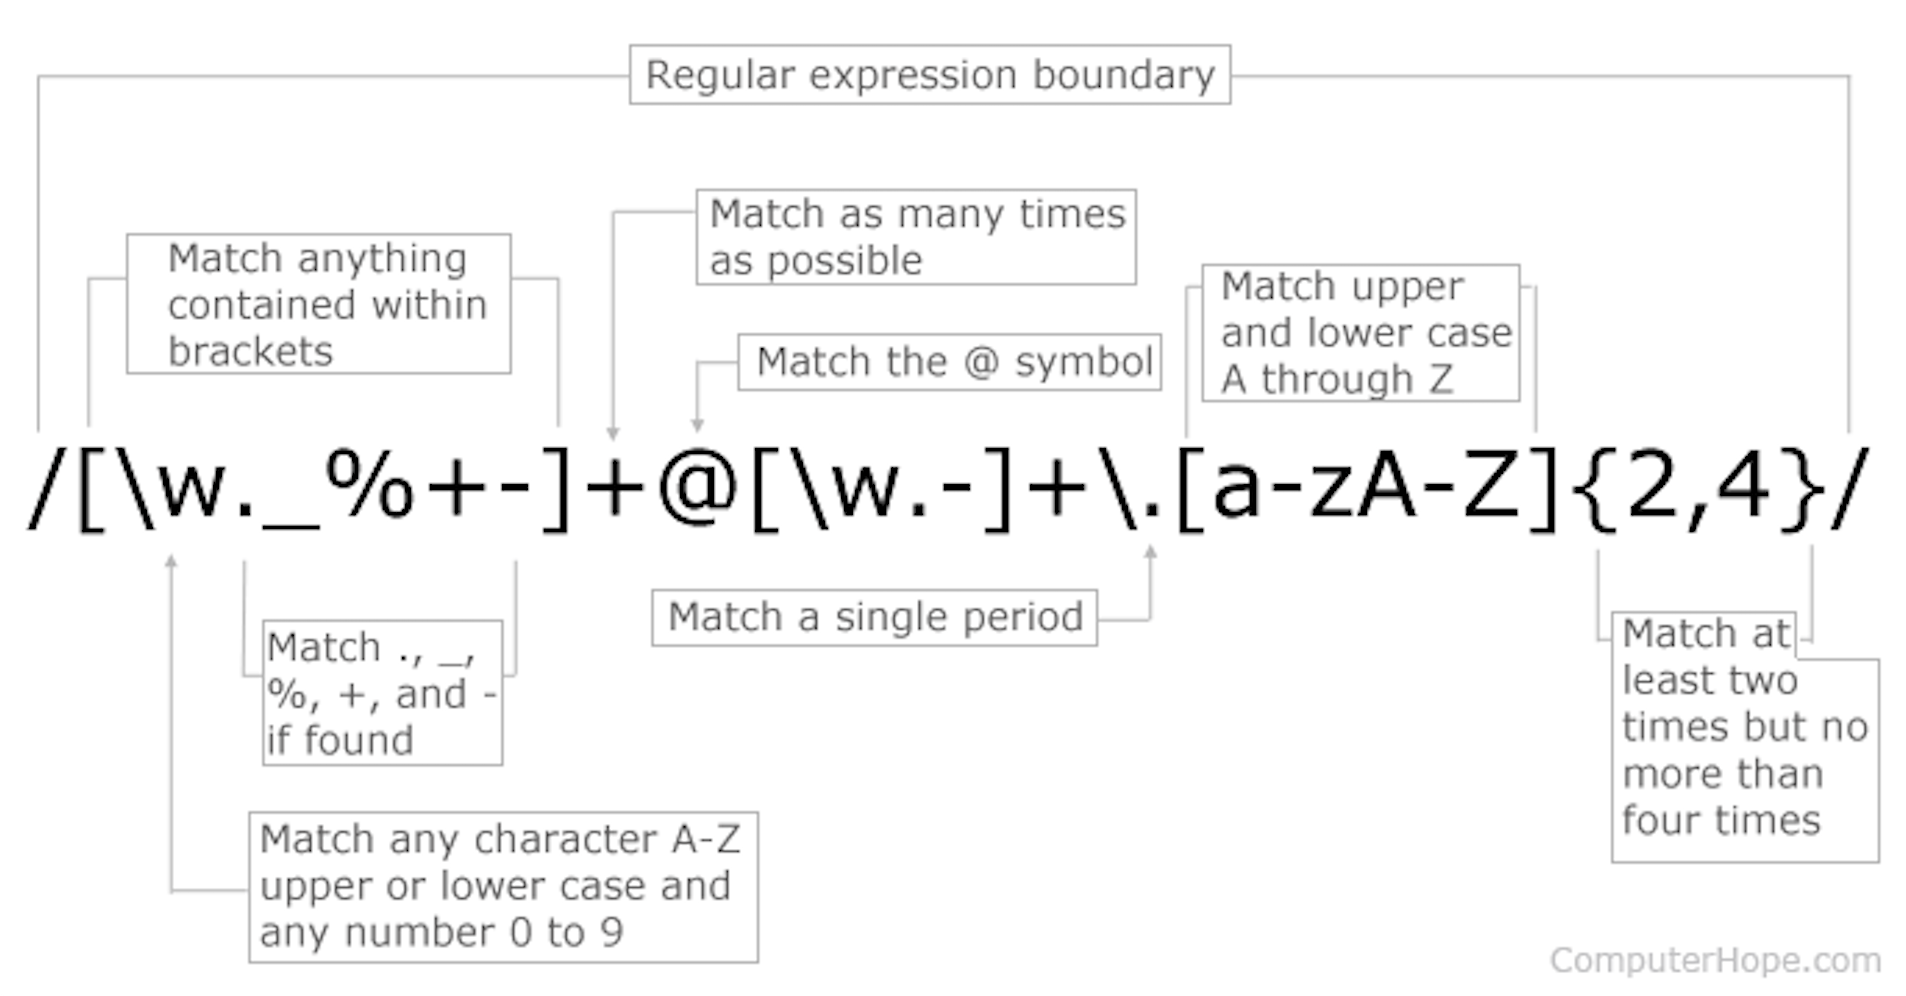 Regular expression boundary
Match as many times
as possible
Match anything
contained within
brackets
Match upper
and lower case
A through Z
Match the @ symbol
/[\w._%+-]+@[\w.-]+\.[a-zA-Z]{2,4}/
Match a single period
Match ., _,
%, +, and -
if found
Match at
least two
times but no
more than
four times
Match any character A-Z
upper or lower case and
any number 0 to 9
ComputerHope.com